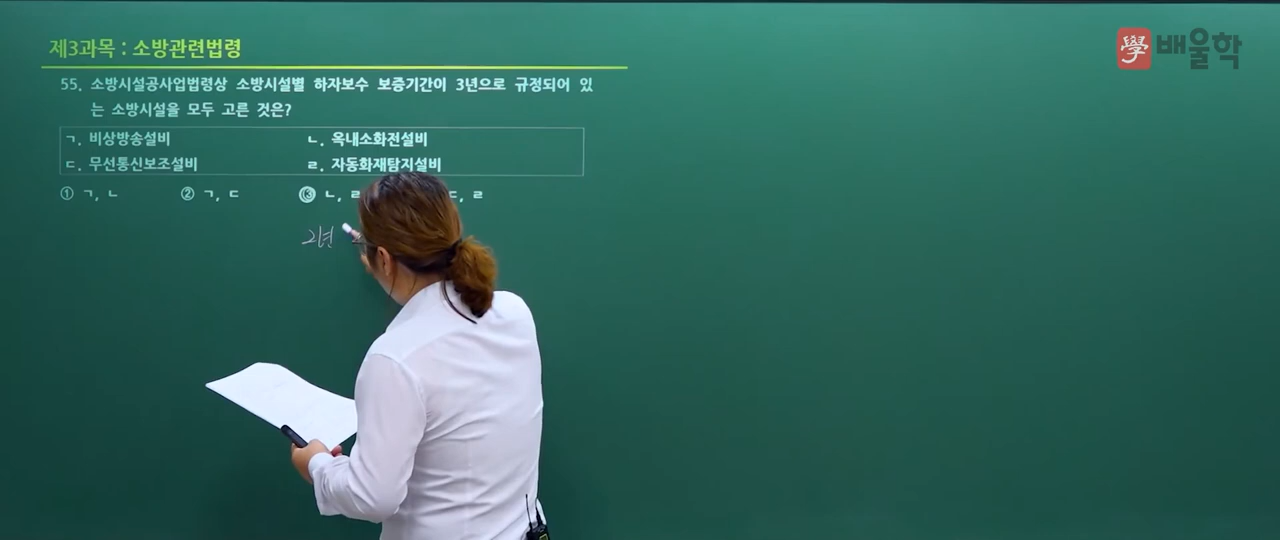 제3과목 : 소방관련법령
學 배울학
55. 소방시설공사업법령상 소방시설별 하자보수 보증기간이 3년으로 규정되어 있
는 소방시설을 모두 고른 것은?
ㄱ. 비상방송설비 ㄴ. 옥내소화전설비
ㄷ. 무선통신보조설비 ㄹ. 자동화재탐지설비
① ㄱ, ㄴ ② ㄱ, ㄷ ③ ㄴ, ㄹ ㄷ, ㄹ
2년